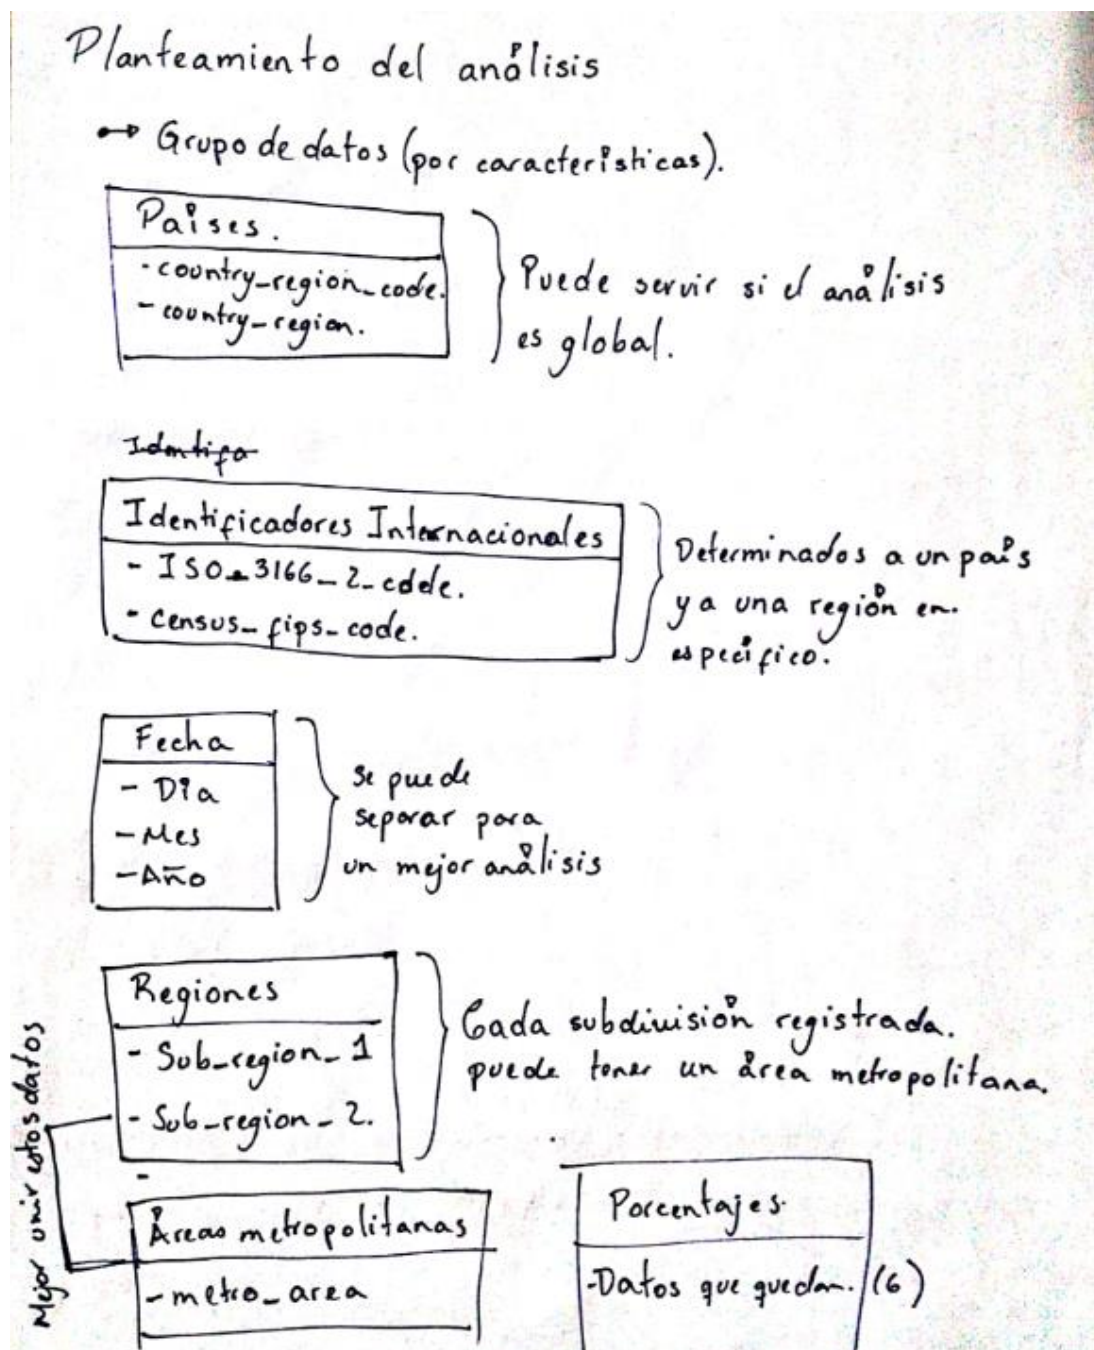 Planteamiento del análisis
Grupo de datos (por características).
Países.
- country_region_code.
- country_region.
Puede servir si el análisis
es global.
Identifica
Identificadores Internacionales
- ISO_3166_2_code.
- census_fips_code.
Determinados a un país
y a una región en
específico.
Fecha
- Día
- Mes
- Año
Se puede
separar para
un mejor análisis
Regiones
- Sub_region_1
- Sub_region_2.
-
Cada subdivisión registrada.
puede tener un área metropolitana.
Mejor unir estos datos
Áreas metropolitanas
- metro_area
Porcentajes.
- Datos que quedan. (6)